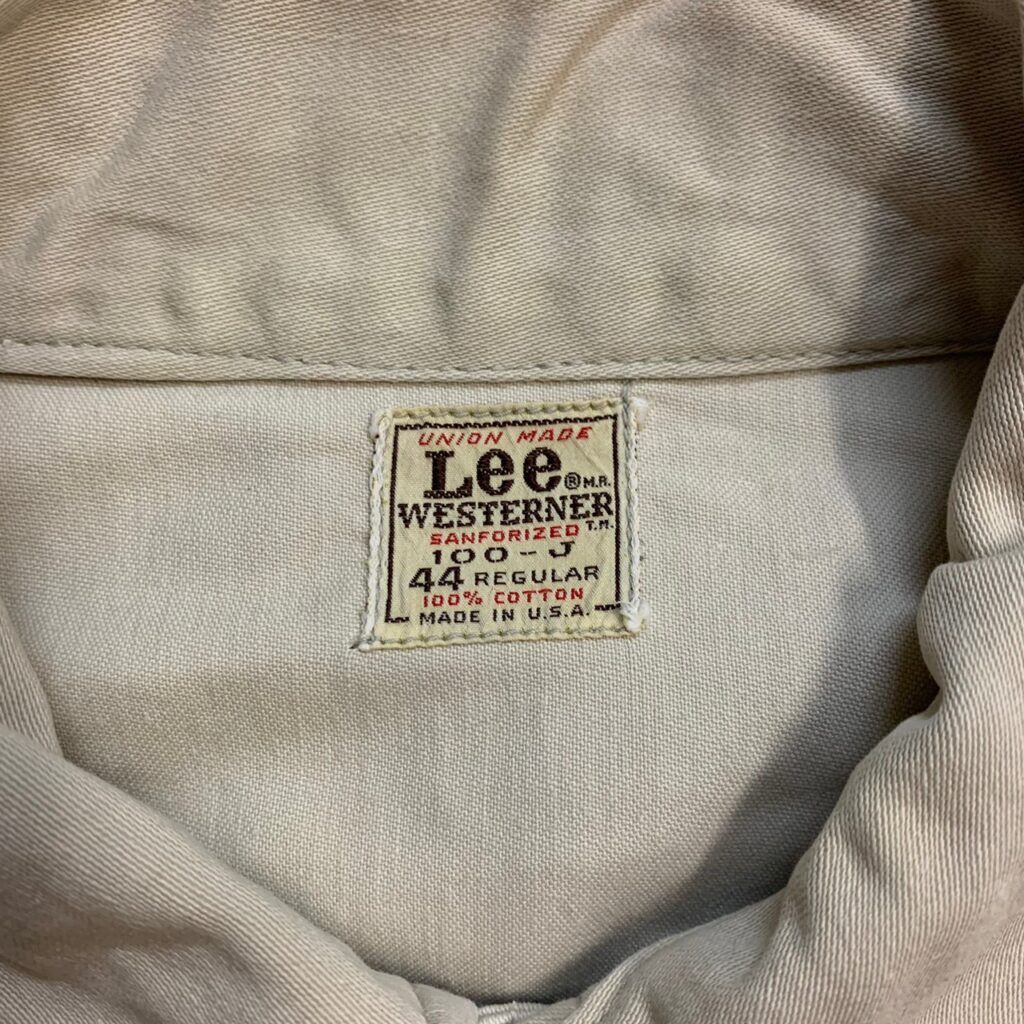 UNION MADE
Lee® M.R.
WESTERNER T.M.
SANFORIZED
100-J
44 REGULAR
100% COTTON
MADE IN U.S.A.